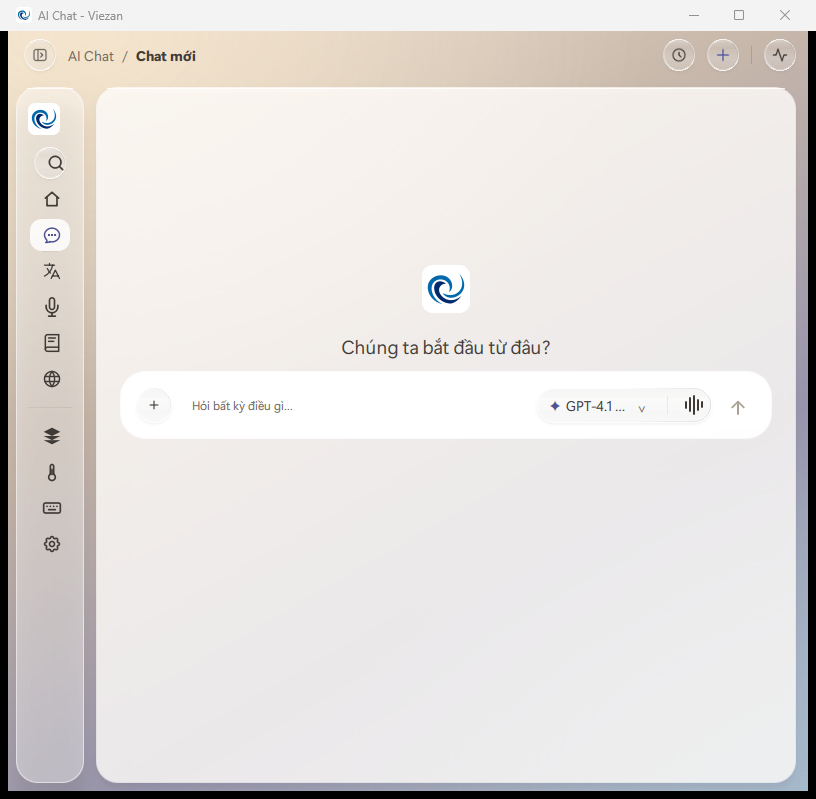 AI Chat - Viezan
AI Chat / Chat mới
Chúng ta bắt đầu từ đâu?
Hỏi bất kỳ điều gì...
GPT-4.1 ...